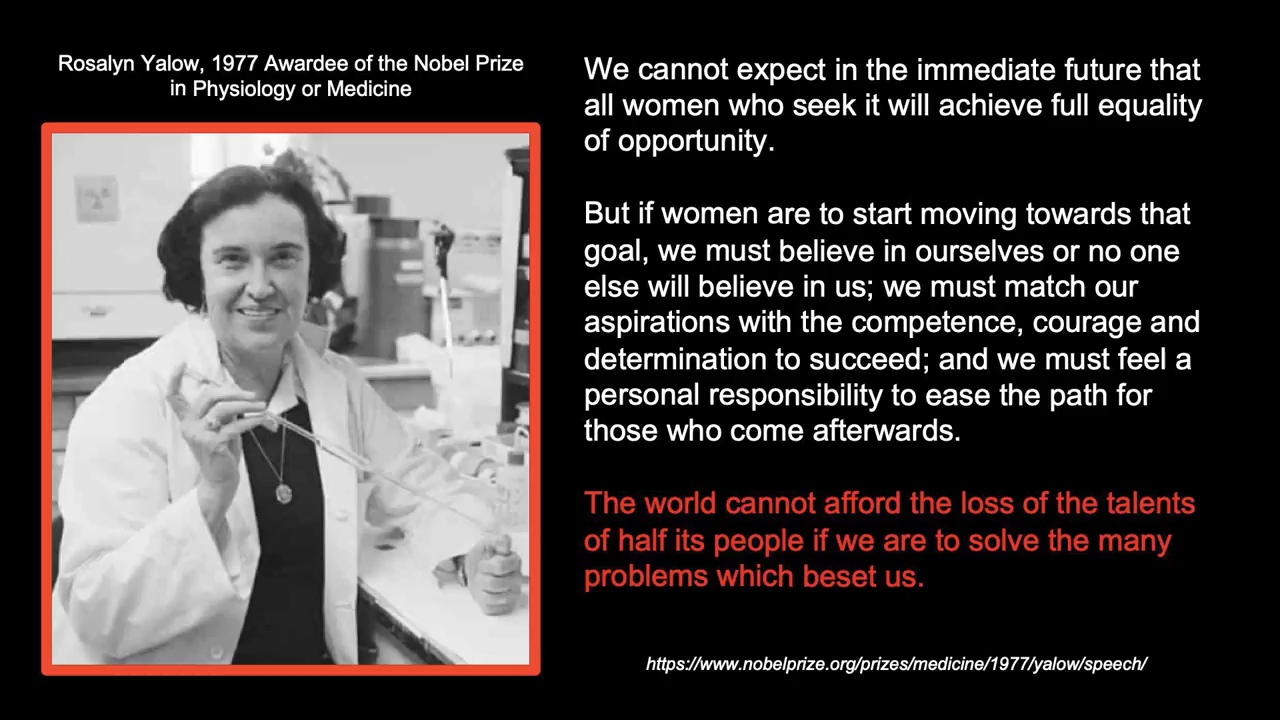 Rosalyn Yalow, 1977 Awardee of the Nobel Prize
in Physiology or Medicine
We cannot expect in the immediate future that
all women who seek it will achieve full equality
of opportunity.
But if women are to start moving towards that
goal, we must believe in ourselves or no one
else will believe in us; we must match our
aspirations with the competence, courage and
determination to succeed; and we must feel a
personal responsibility to ease the path for
those who come afterwards.
The world cannot afford the loss of the talents
of half its people if we are to solve the many
problems which beset us.
https://www.nobelprize.org/prizes/medicine/1977/yalow/speech/